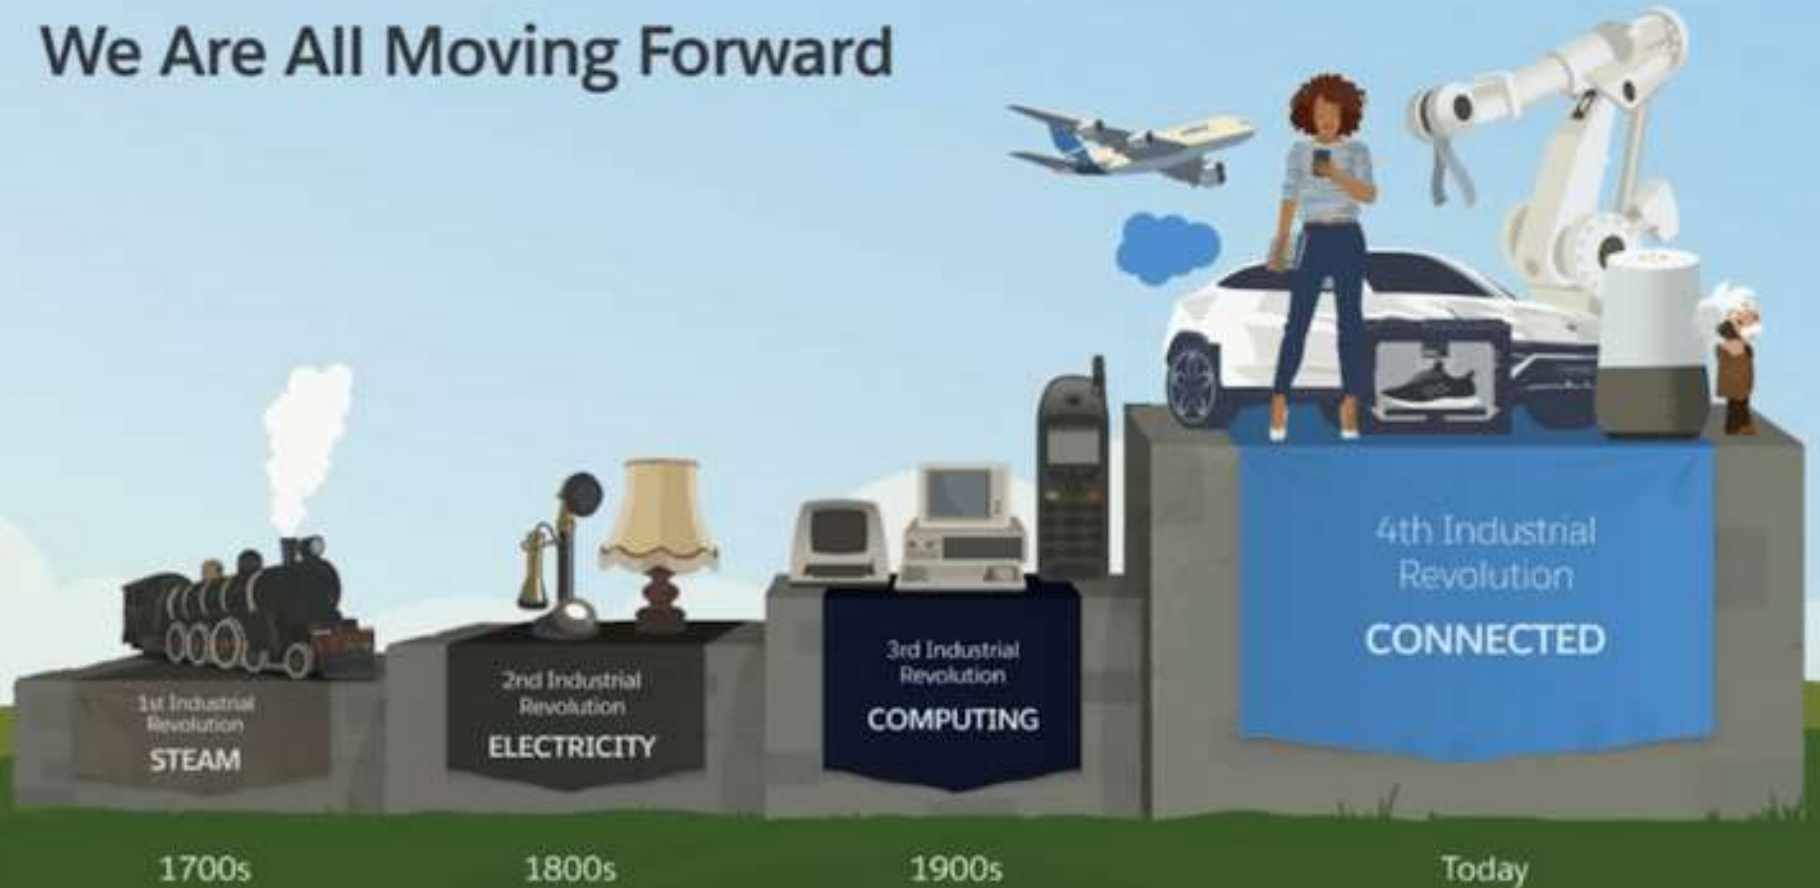 We Are All Moving Forward
1st Industrial
Revolution
STEAM
2nd Industrial
Revolution
ELECTRICITY
3rd Industrial
Revolution
COMPUTING
4th Industrial
Revolution
CONNECTED
1700s
1800s
1900s
Today